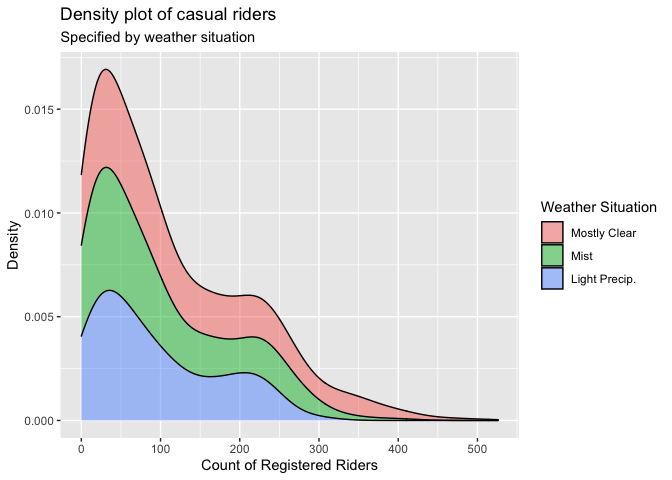 Density plot of casual riders
Specified by weather situation
0.015
0.010
0.005
0.000
Density
0 100 200 300 400 500
Count of Registered Riders
Weather Situation
Mostly Clear
Mist
Light Precip.